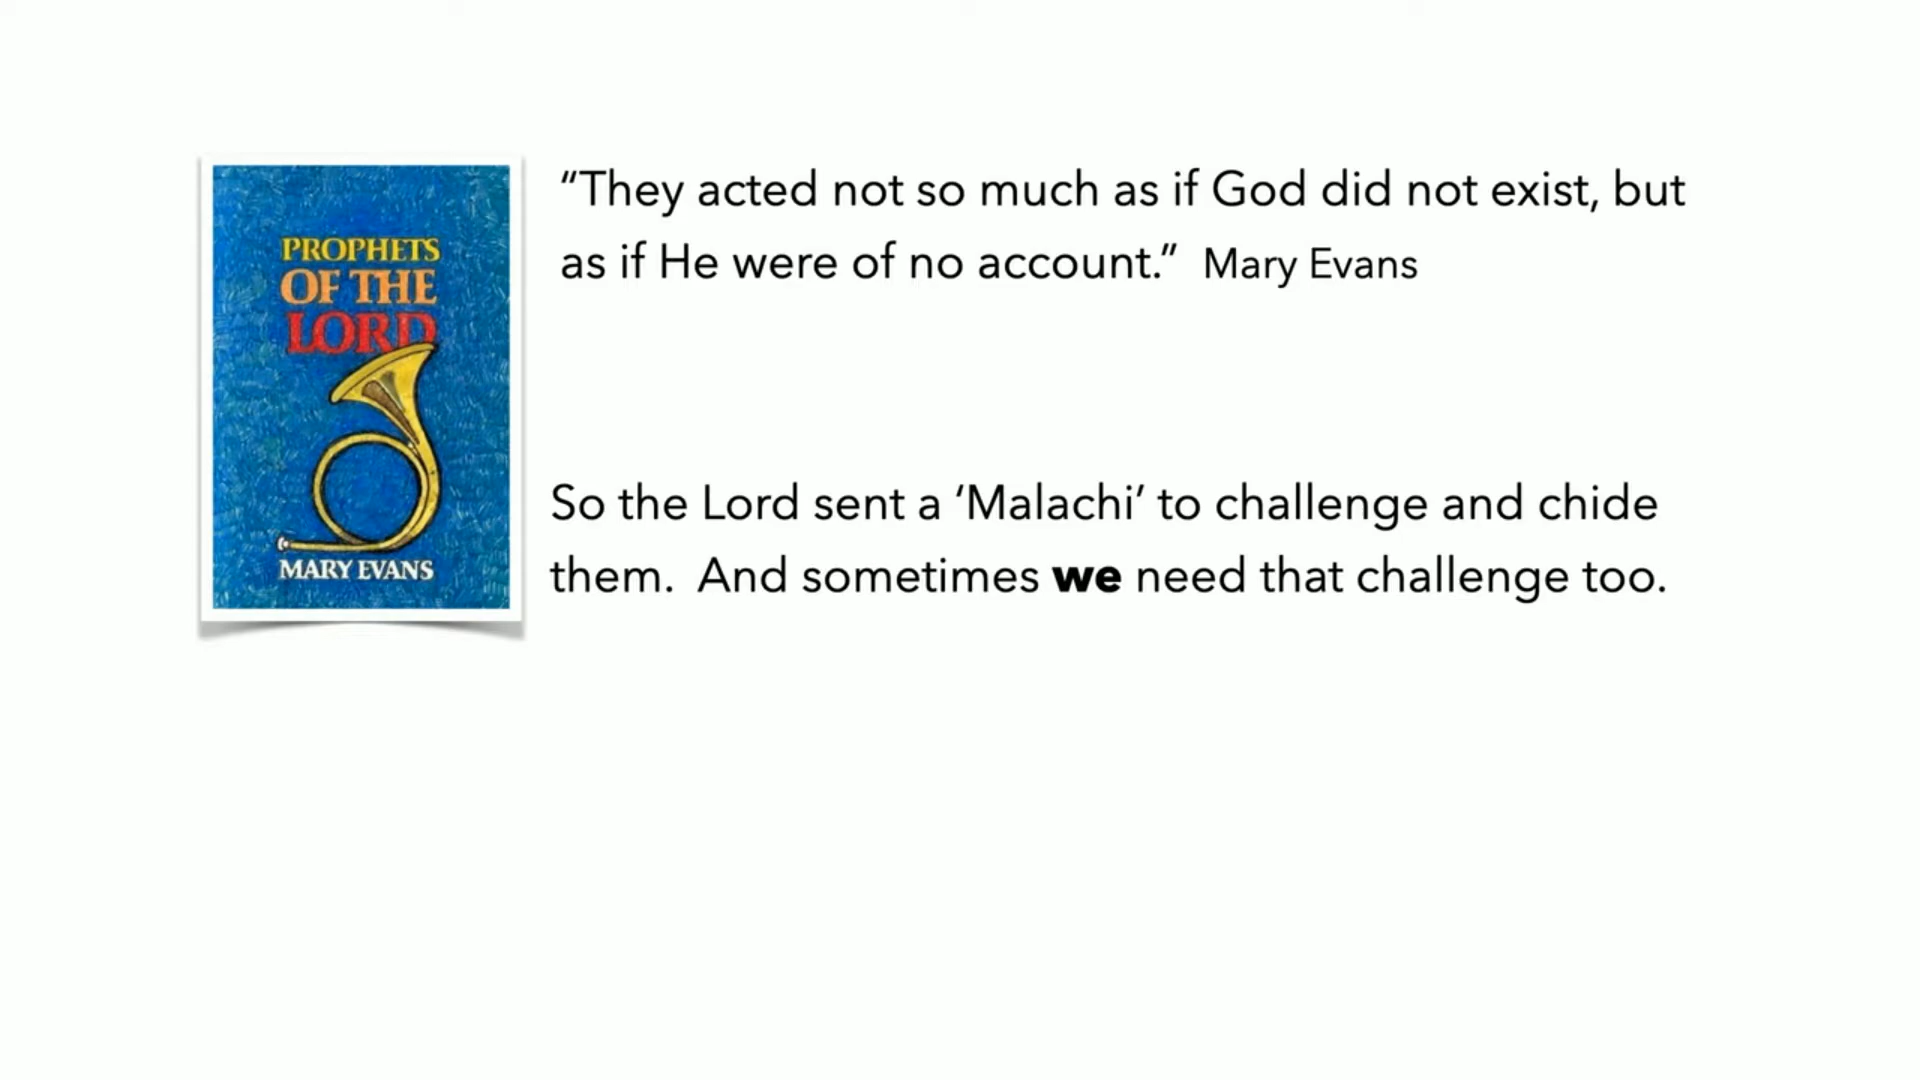 PROPHETS
OF THE
LORD
MARY EVANS
“They acted not so much as if God did not exist, but
as if He were of no account.” Mary Evans
So the Lord sent a ‘Malachi’ to challenge and chide
them. And sometimes we need that challenge too.